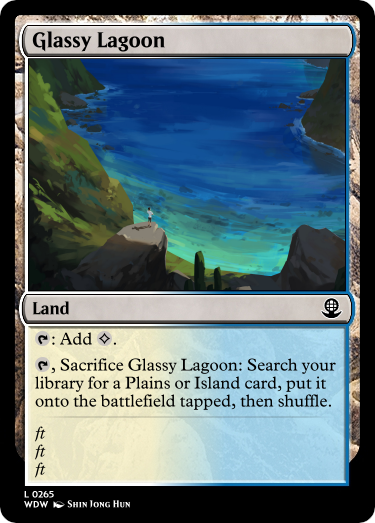 Glassy Lagoon
Land
: Add .
, Sacrifice Glassy Lagoon: Search your
library for a Plains or Island card, put it
onto the battlefield tapped, then shuffle.
ft
ft
ft
L 0265
WDW Shin Jong Hun